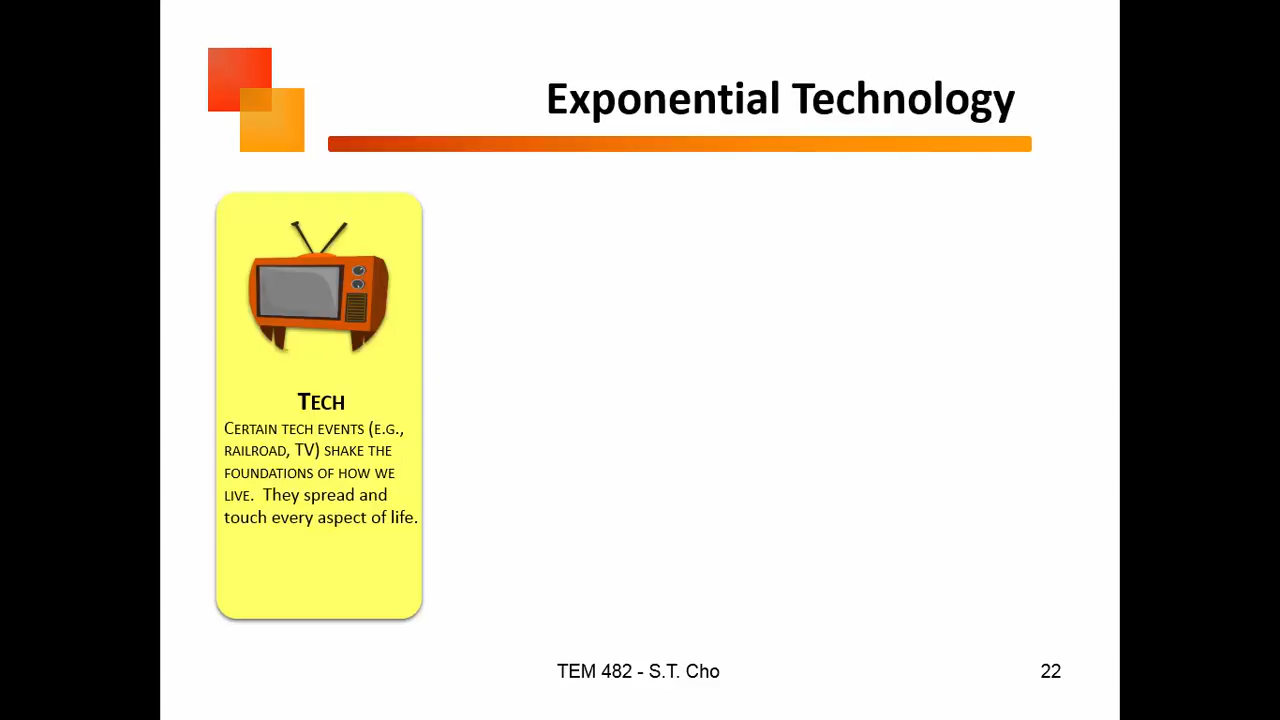 Exponential Technology
TECH
CERTAIN TECH EVENTS (E.G.,
RAILROAD, TV) SHAKE THE
FOUNDATIONS OF HOW WE
LIVE. They spread and
touch every aspect of life.
TEM 482 - S.T. Cho
22